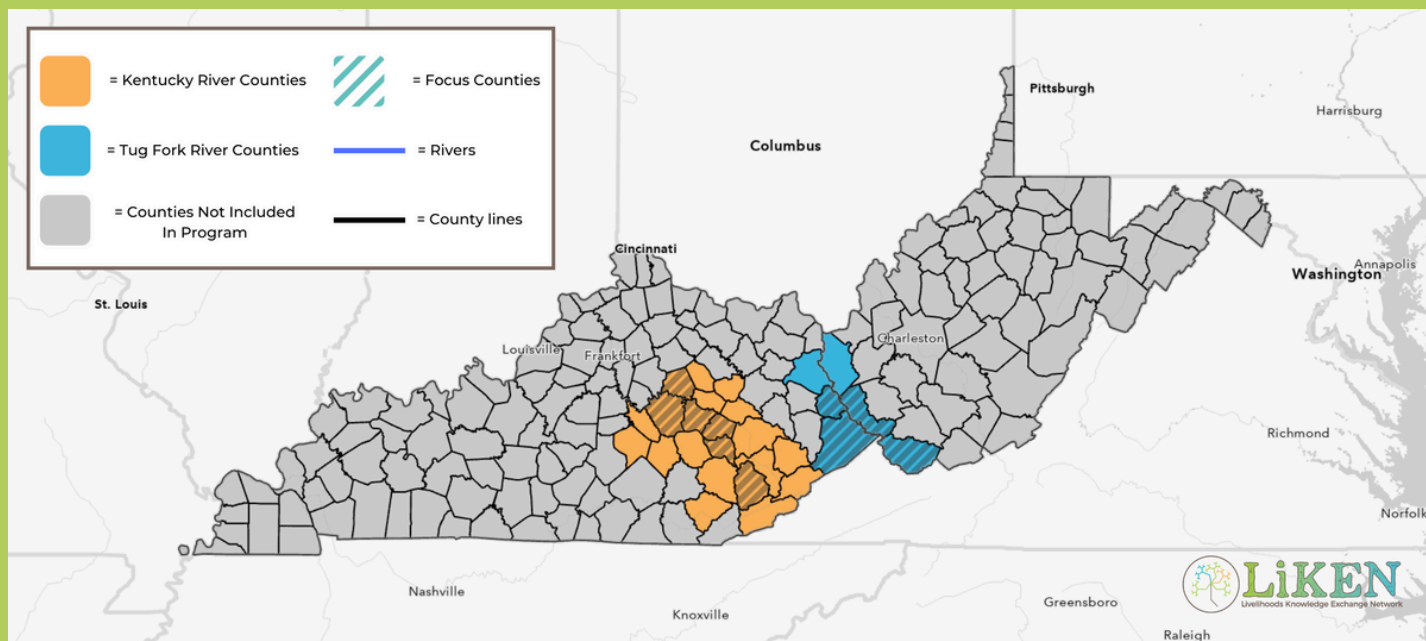 = Kentucky River Counties
= Focus Counties
= Tug Fork River Counties
= Rivers
= Counties Not Included
In Program
= County lines
Pittsburgh
Harrisburg
Columbus
Cincinnati
Annapolis
Washington
St. Louis
Charleston
Louisville
Frankfort
Richmond
Norfolk
Nashville
Knoxville
Greensboro
Raleigh
LiKEN
Livelihoods Knowledge Exchange Network